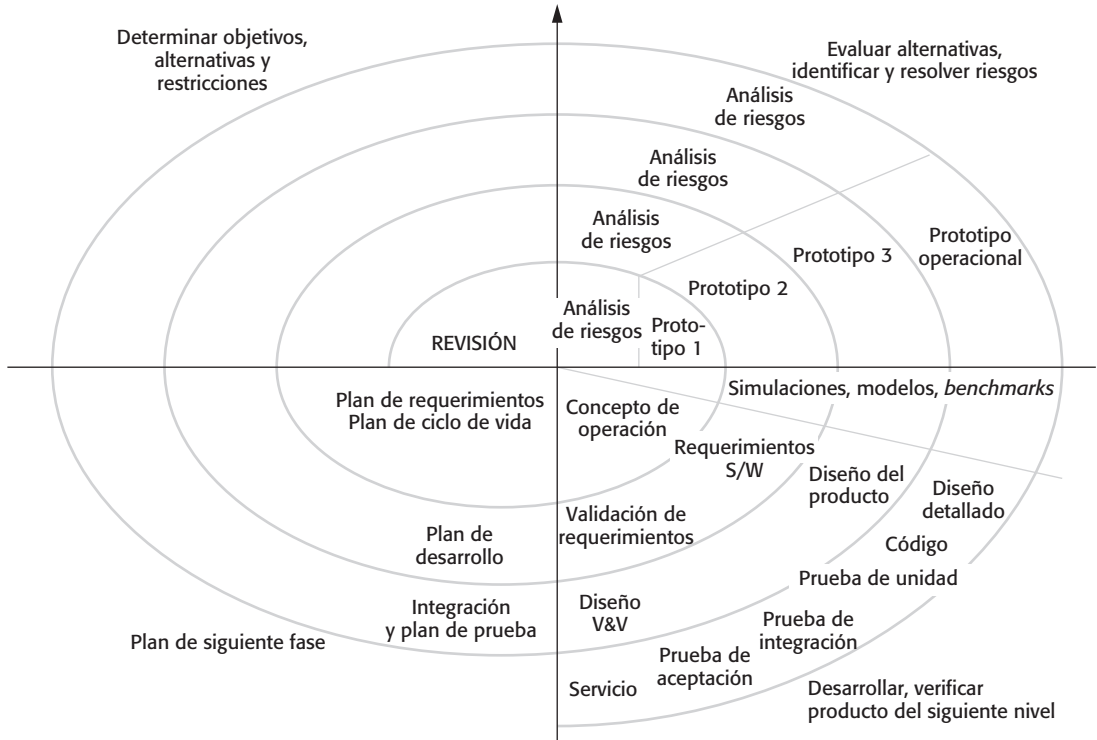 Determinar objetivos,
alternativas y
restricciones
Evaluar alternativas,
identificar y resolver riesgos
Análisis
de riesgos
Análisis
de riesgos
Análisis
de riesgos
Prototipo
operacional
Prototipo 3
Prototipo 2
Análisis
de riesgos
Proto-
tipo 1
REVISIÓN
Simulaciones, modelos, benchmarks
Plan de requerimientos
Plan de ciclo de vida
Concepto de
operación
Requerimientos
S/W
Diseño del
producto
Diseño
detallado
Plan de
desarrollo
Validación de
requerimientos
Código
Prueba de unidad
Integración
y plan de prueba
Diseño
V&V
Prueba de
integración
Plan de siguiente fase
Prueba de
aceptación
Servicio
Desarrollar, verificar
producto del siguiente nivel